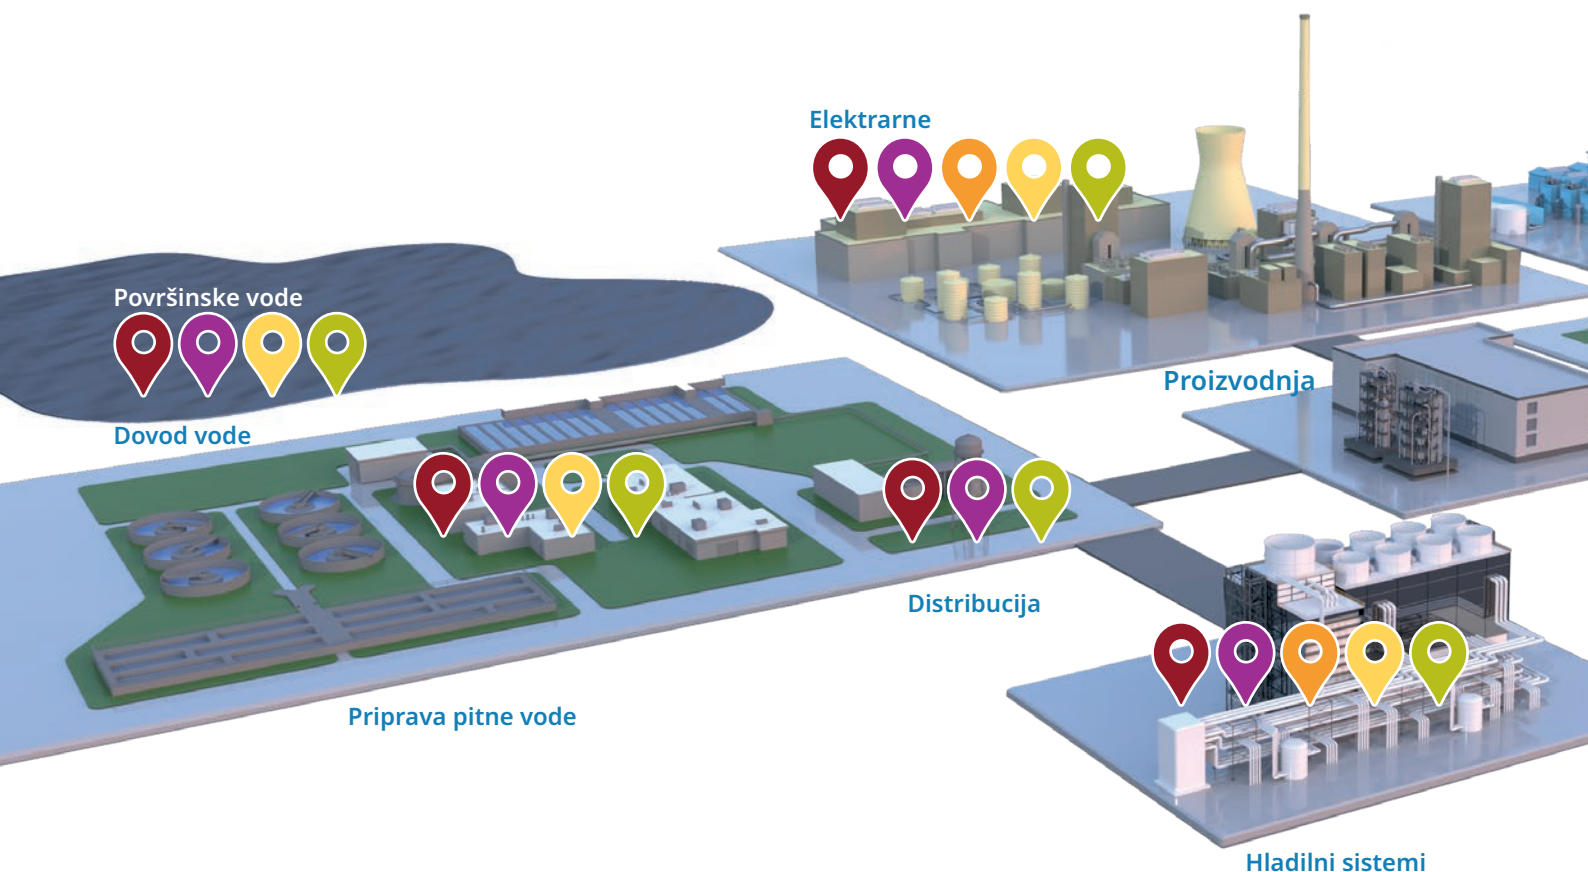 Elektrarne
Površinske vode
Proizvodnja
Dovod vode
Distribucija
Priprava pitne vode
Hladilni sistemi